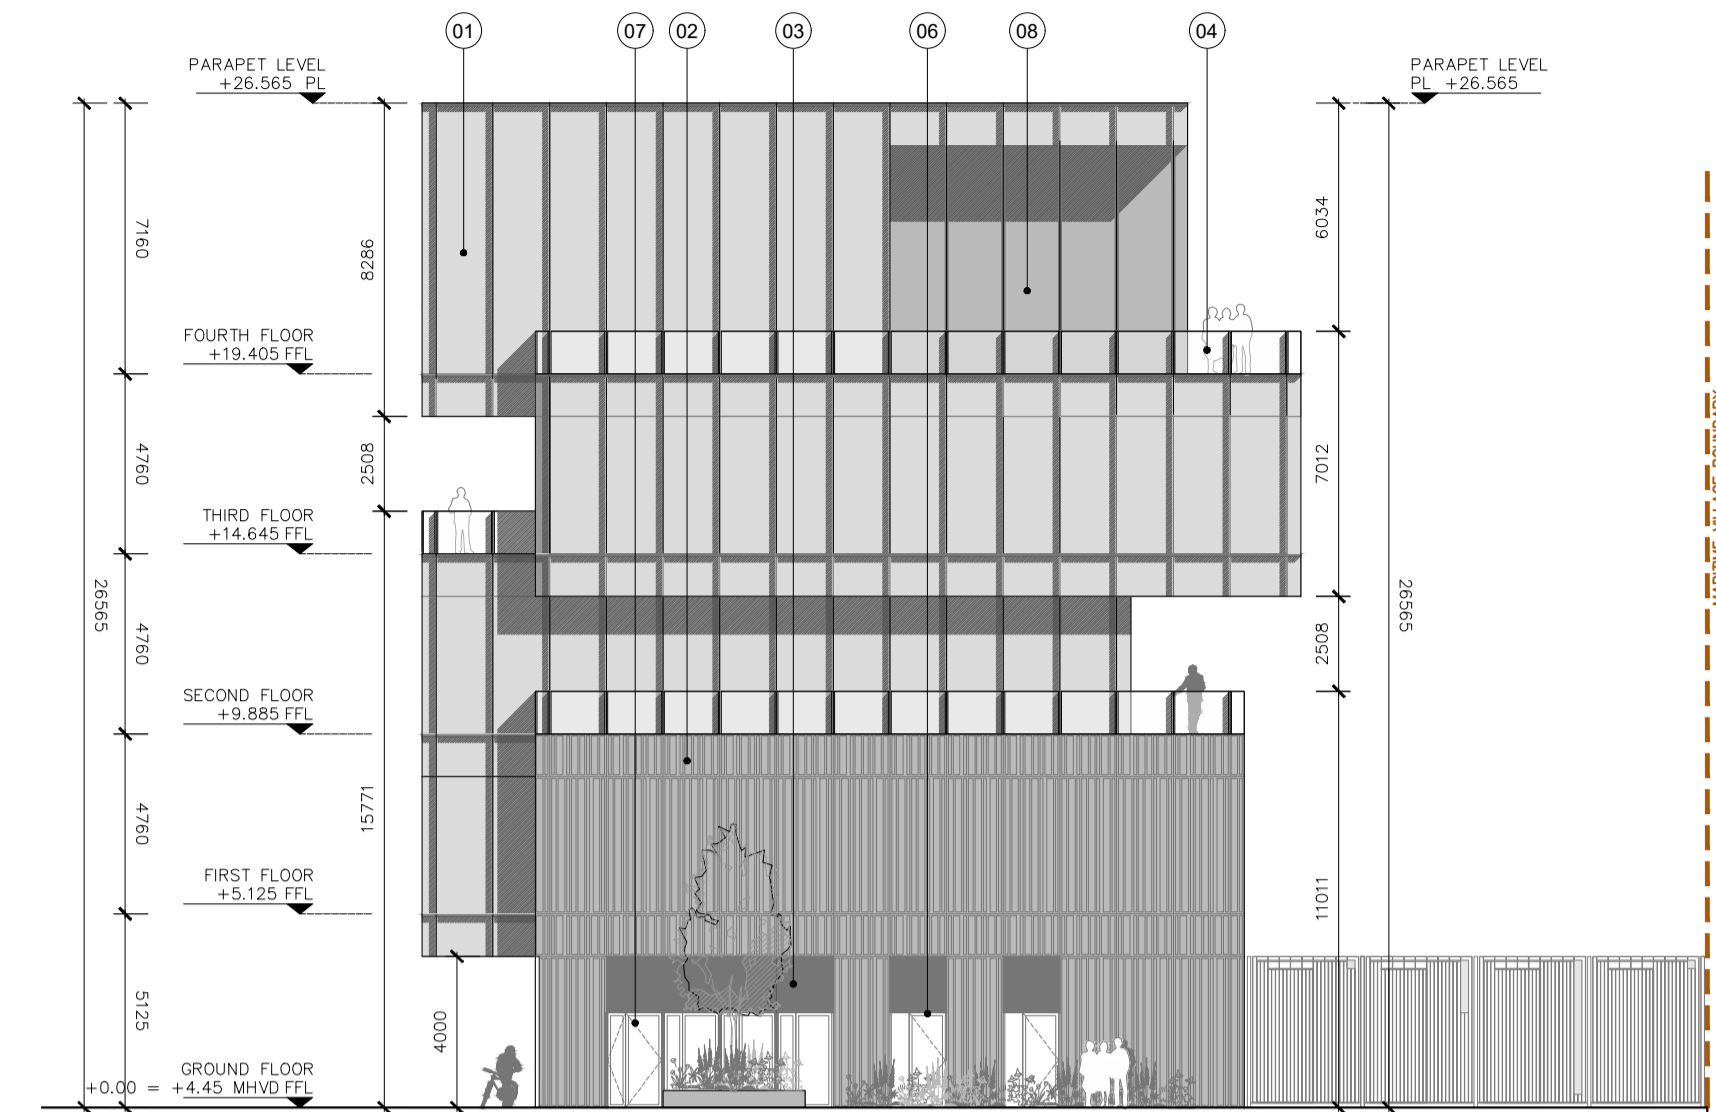 01
07
02
03
06
08
04
PARAPET LEVEL
+26.565 PL
PARAPET LEVEL
PL +26.565
7160
8286
6034
FOURTH FLOOR
+19.405 FFL
4760
2508
7012
THIRD FLOOR
+14.645 FFL
26565
26565
4760
2508
SECOND FLOOR
+9.885 FFL
4760
15771
11011
FIRST FLOOR
+5.125 FFL
5125
4000
GROUND FLOOR
+0.00 = +4.45 MHVD FFL
MARITIME VILLAGE BOUNDARY